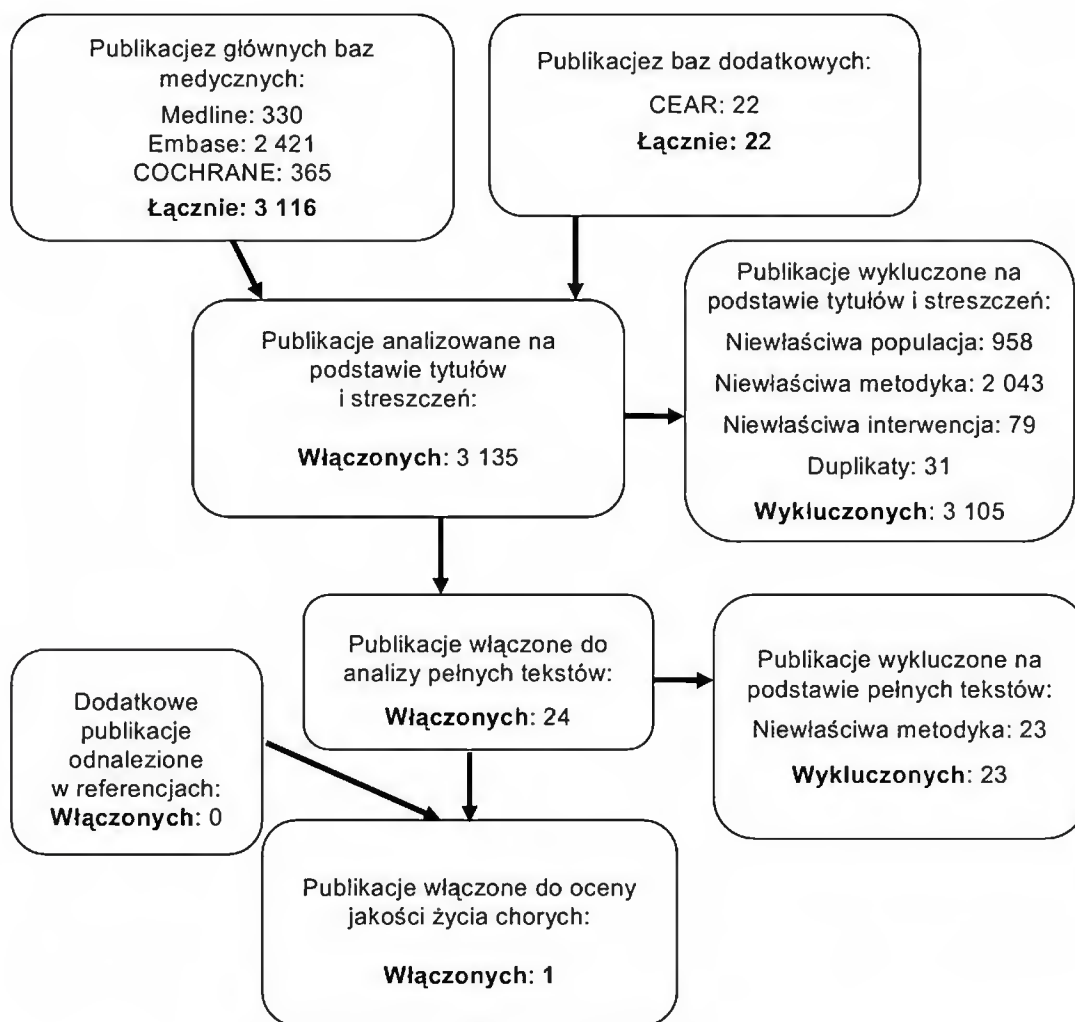 Publikacjez głównych baz
medycznych:
Medline: 330
Embase: 2 421
COCHRANE: 365
Łącznie: 3 116
Publikacjez baz dodatkowych:
CEAR: 22
Łącznie: 22
Publikacje analizowane na
podstawie tytułów
i streszczeń:
Włączonych: 3 135
Publikacje wykluczone na
podstawie tytułów i streszczeń:
Niewłaściwa populacja: 958
Niewłaściwa metodyka: 2 043
Niewłaściwa interwencja: 79
Duplikaty: 31
Wykluczonych: 3 105
Publikacje włączone do
analizy pełnych tekstów:
Włączonych: 24
Publikacje wykluczone na
podstawie pełnych tekstów:
Niewłaściwa metodyka: 23
Wykluczonych: 23
Dodatkowe
publikacje
odnalezione
w referencjach:
Włączonych: 0
Publikacje włączone do oceny
jakości życia chorych:
Włączonych: 1